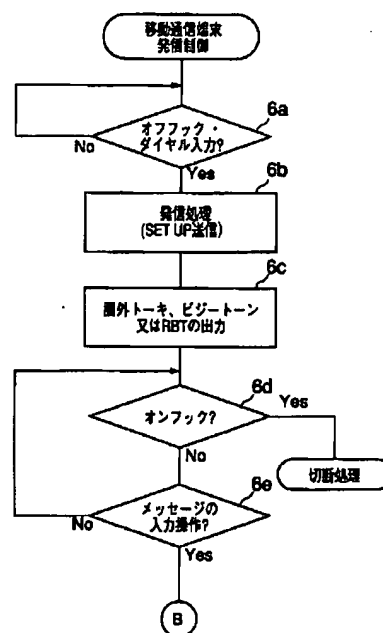 移動通信端末
発信制御
6a
オフフック・
ダイヤル入力?
No
Yes
6b
発信処理
(SET UP送信)
6c
圏外トーキ、ビジートーン
又はRBTの出力
6d
オンフック?
Yes
No
切断処理
6e
メッセージの
入力操作?
No
Yes
B